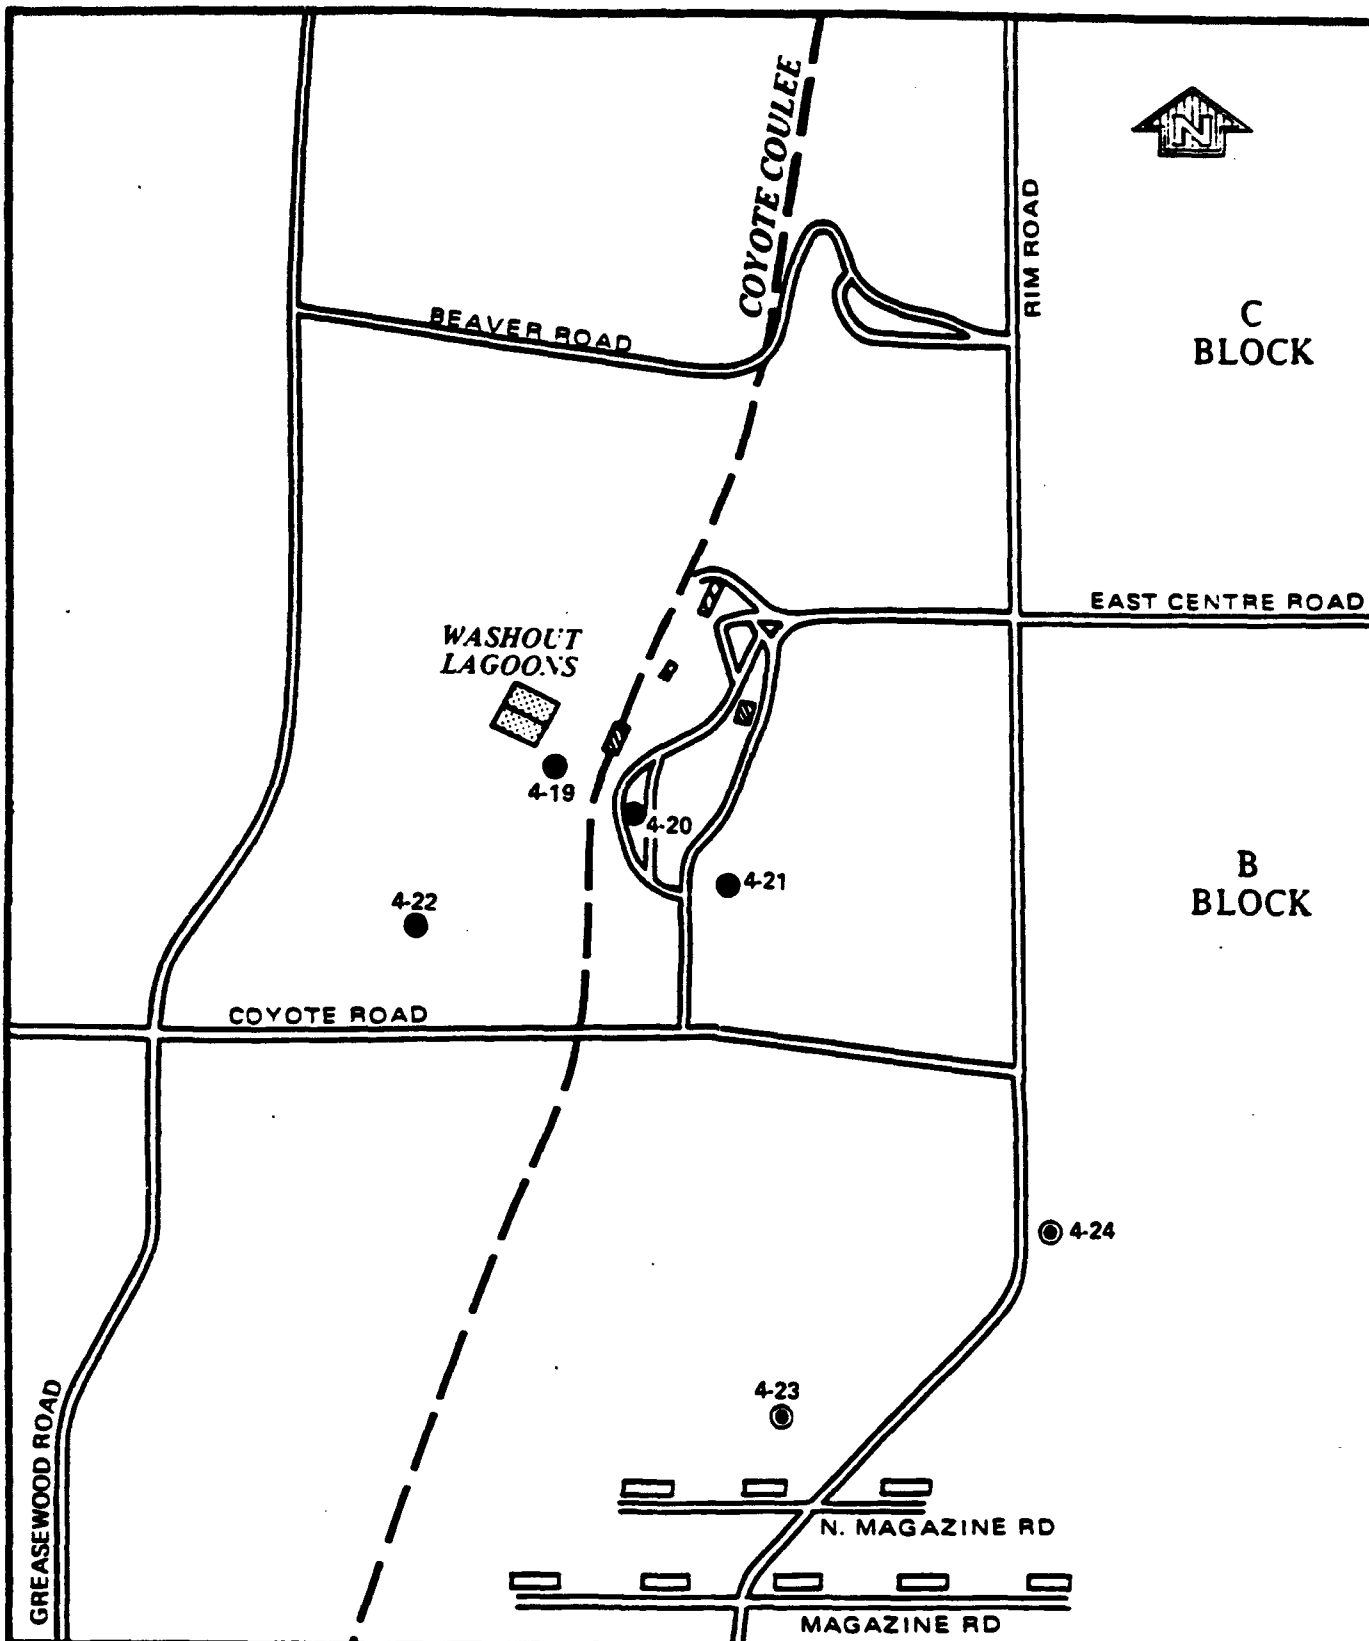 COYOTE COULEE
N
RIM ROAD
C
BLOCK
BEAVER ROAD
EAST CENTRE ROAD
WASHOUT
LAGOONS
4-19
4-20
4-21
B
BLOCK
4-22
COYOTE ROAD
4-24
4-23
GREASEWOOD ROAD
N. MAGAZINE RD
MAGAZINE RD